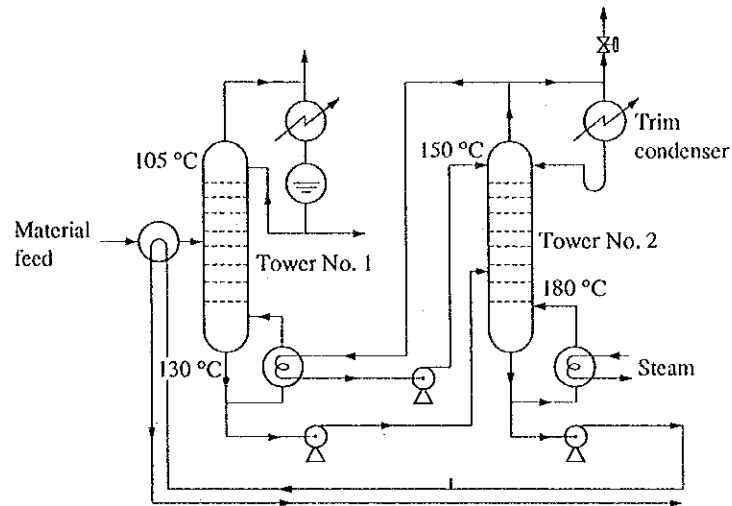 Trim
condenser
105 °C
150 °C
Material
feed
Tower No. 1
Tower No. 2
180 °C
130 °C
Steam